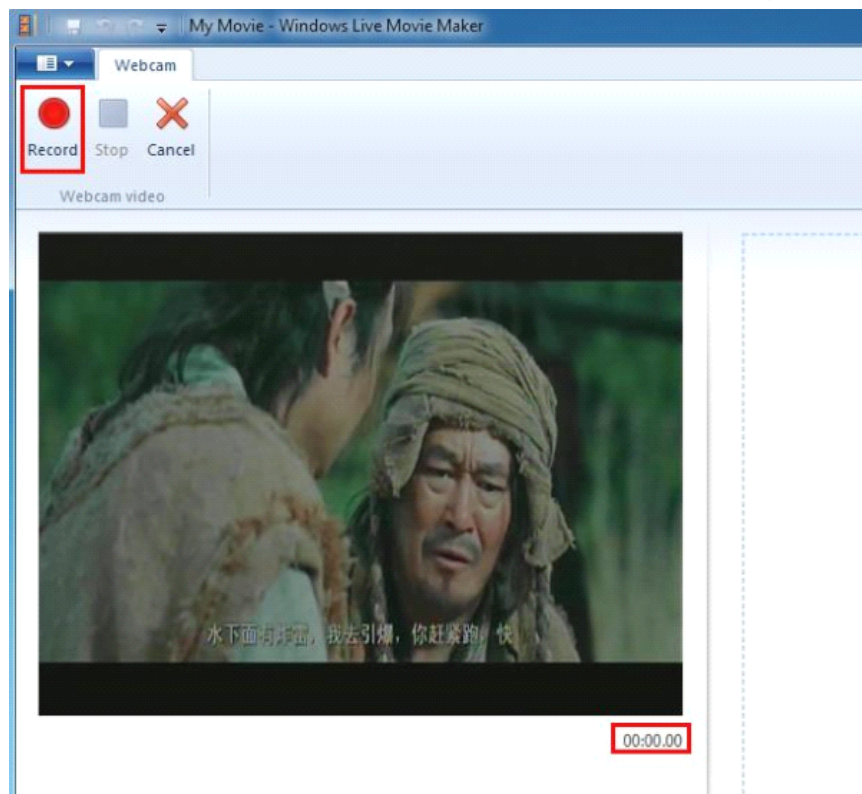 My Movie - Windows Live Movie Maker
Webcam
Record Stop Cancel
Webcam video
水下面有炸雷，我去引爆，你赶紧跑，快
00:00.00